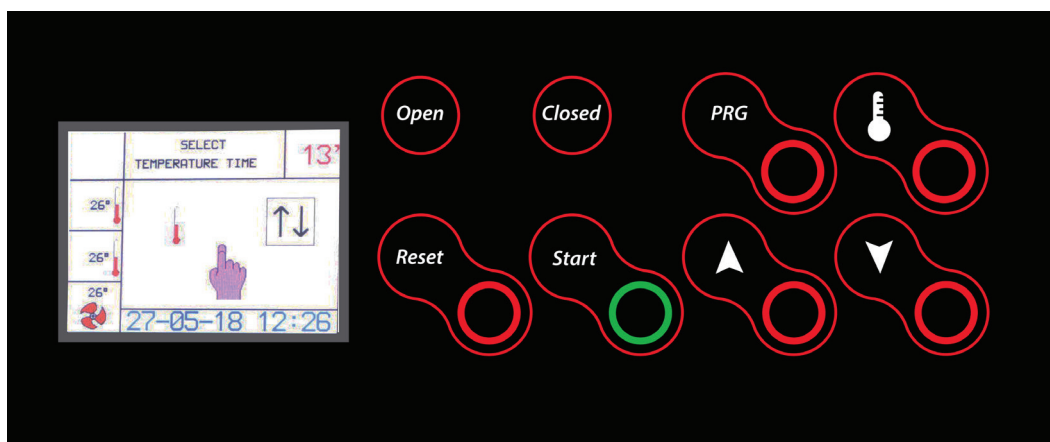 SELECT
TEMPERATURE TIME
13'
26°
26°
26°
27-05-18 12:26
Open
Closed
PRG
Reset
Start